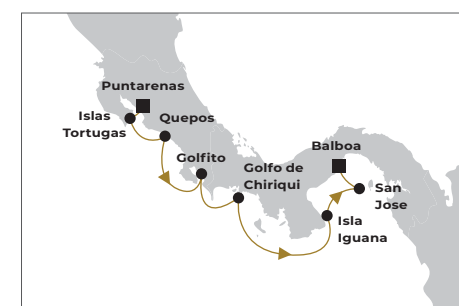 Puntarenas
Islas
Tortugas
Quepos
Golfito
Golfo de
Chiriqui
Balboa
San
Jose
Isla
Iguana